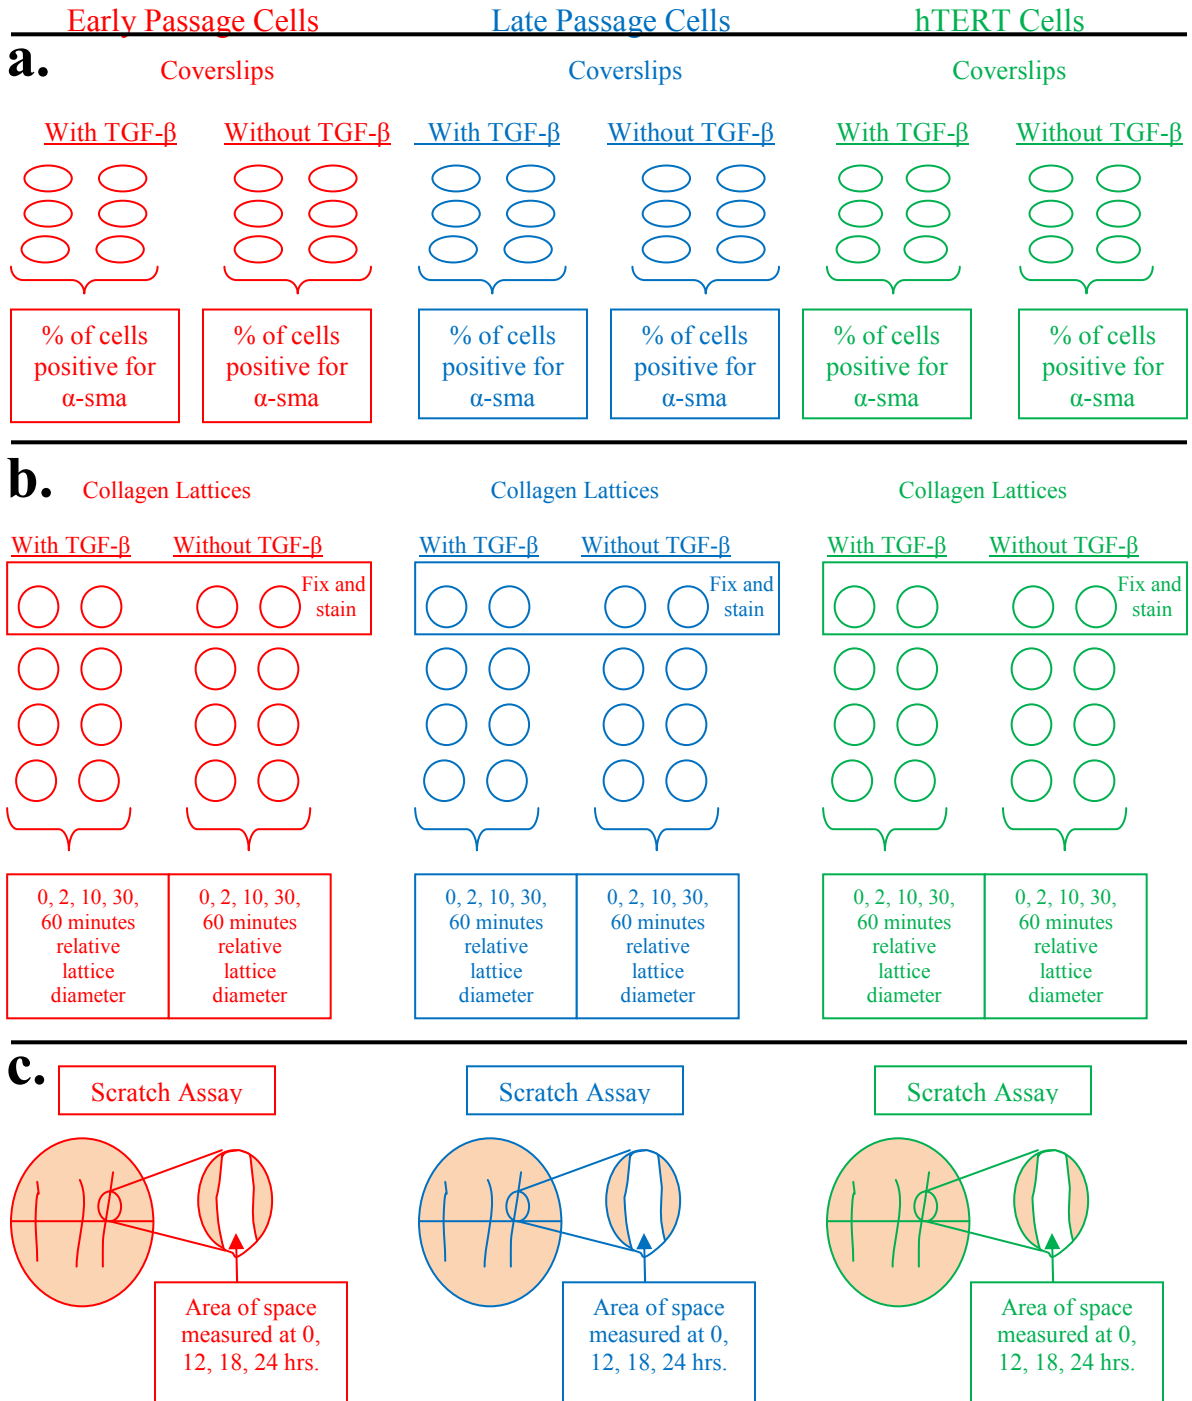 Early Passage Cells
Late Passage Cells
hTERT Cells
a.
Coverslips
Coverslips
Coverslips
With TGF-β
Without TGF-β
With TGF-β
Without TGF-β
With TGF-β
Without TGF-β
% of cells
positive for
α-sma
% of cells
positive for
α-sma
% of cells
positive for
α-sma
% of cells
positive for
α-sma
% of cells
positive for
α-sma
% of cells
positive for
α-sma
b.
Collagen Lattices
Collagen Lattices
Collagen Lattices
With TGF-β
Without TGF-β
With TGF-β
Without TGF-β
With TGF-β
Without TGF-β
Fix and
stain
Fix and
stain
Fix and
stain
0, 2, 10, 30,
60 minutes
relative
lattice
diameter
0, 2, 10, 30,
60 minutes
relative
lattice
diameter
0, 2, 10, 30,
60 minutes
relative
lattice
diameter
0, 2, 10, 30,
60 minutes
relative
lattice
diameter
0, 2, 10, 30,
60 minutes
relative
lattice
diameter
0, 2, 10, 30,
60 minutes
relative
lattice
diameter
c.
Scratch Assay
Scratch Assay
Scratch Assay
Area of space
measured at 0,
12, 18, 24 hrs.
Area of space
measured at 0,
12, 18, 24 hrs.
Area of space
measured at 0,
12, 18, 24 hrs.